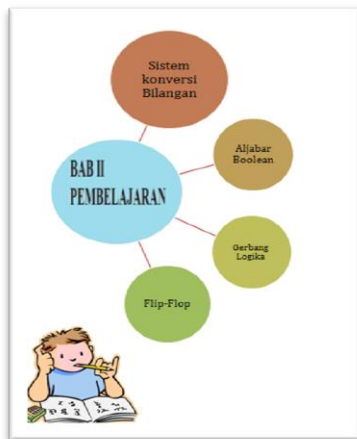 Sistem
konversi
Bilangan
Aljabar
Boolean
BAB II
PEMBELAJARAN
Gerbang
Logika
Flip-Flop